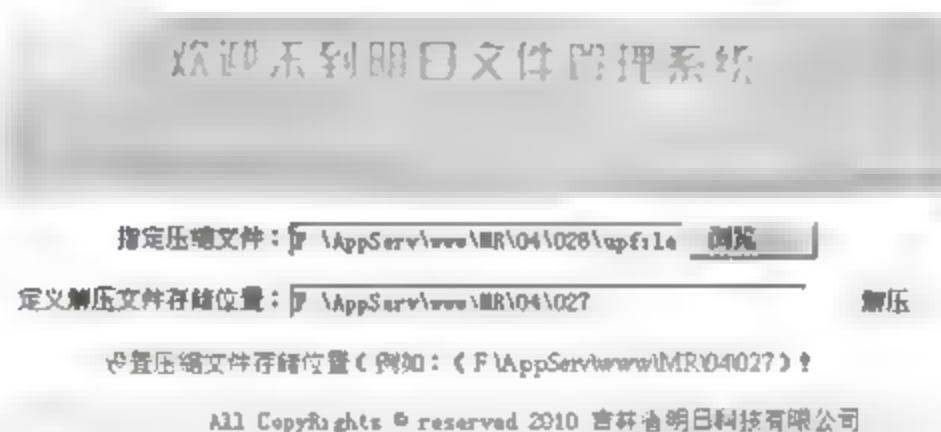 欢迎来到明日文件管理系统
指定压缩文件：F \AppServ\www\MR\04\028\upfile 浏览
定义解压文件存储位置：F \AppServ\www\MR\04\027 解压
设置压缩文件存储位置(例如：(F\AppServ\www\MR\04\027)!
All CopyRights © reserved 2010 吉林省明日科技有限公司